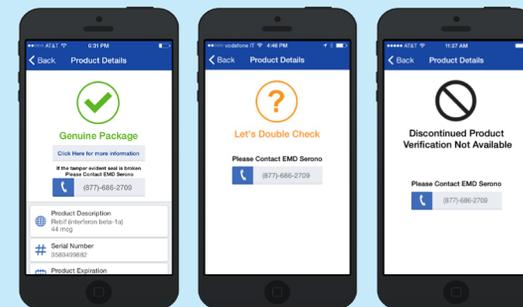 AT&T 6:31 PM
Back Product Details
Genuine Package
Click Here for more information
If the tamper evident seal is broken
Please Contact EMD Serono
(877)-686-2709
Product Description
Rebif (interferon beta-1a)
44 mcg
Serial Number
3583499882
Product Expiration
vodafone IT 4:46 PM
Back Product Details
?
Let's Double Check
Please Contact EMD Serono
(877)-686-2709
AT&T 11:27 AM
Back Product Details
Discontinued Product
Verification Not Available
Please Contact EMD Serono
(877)-686-2709